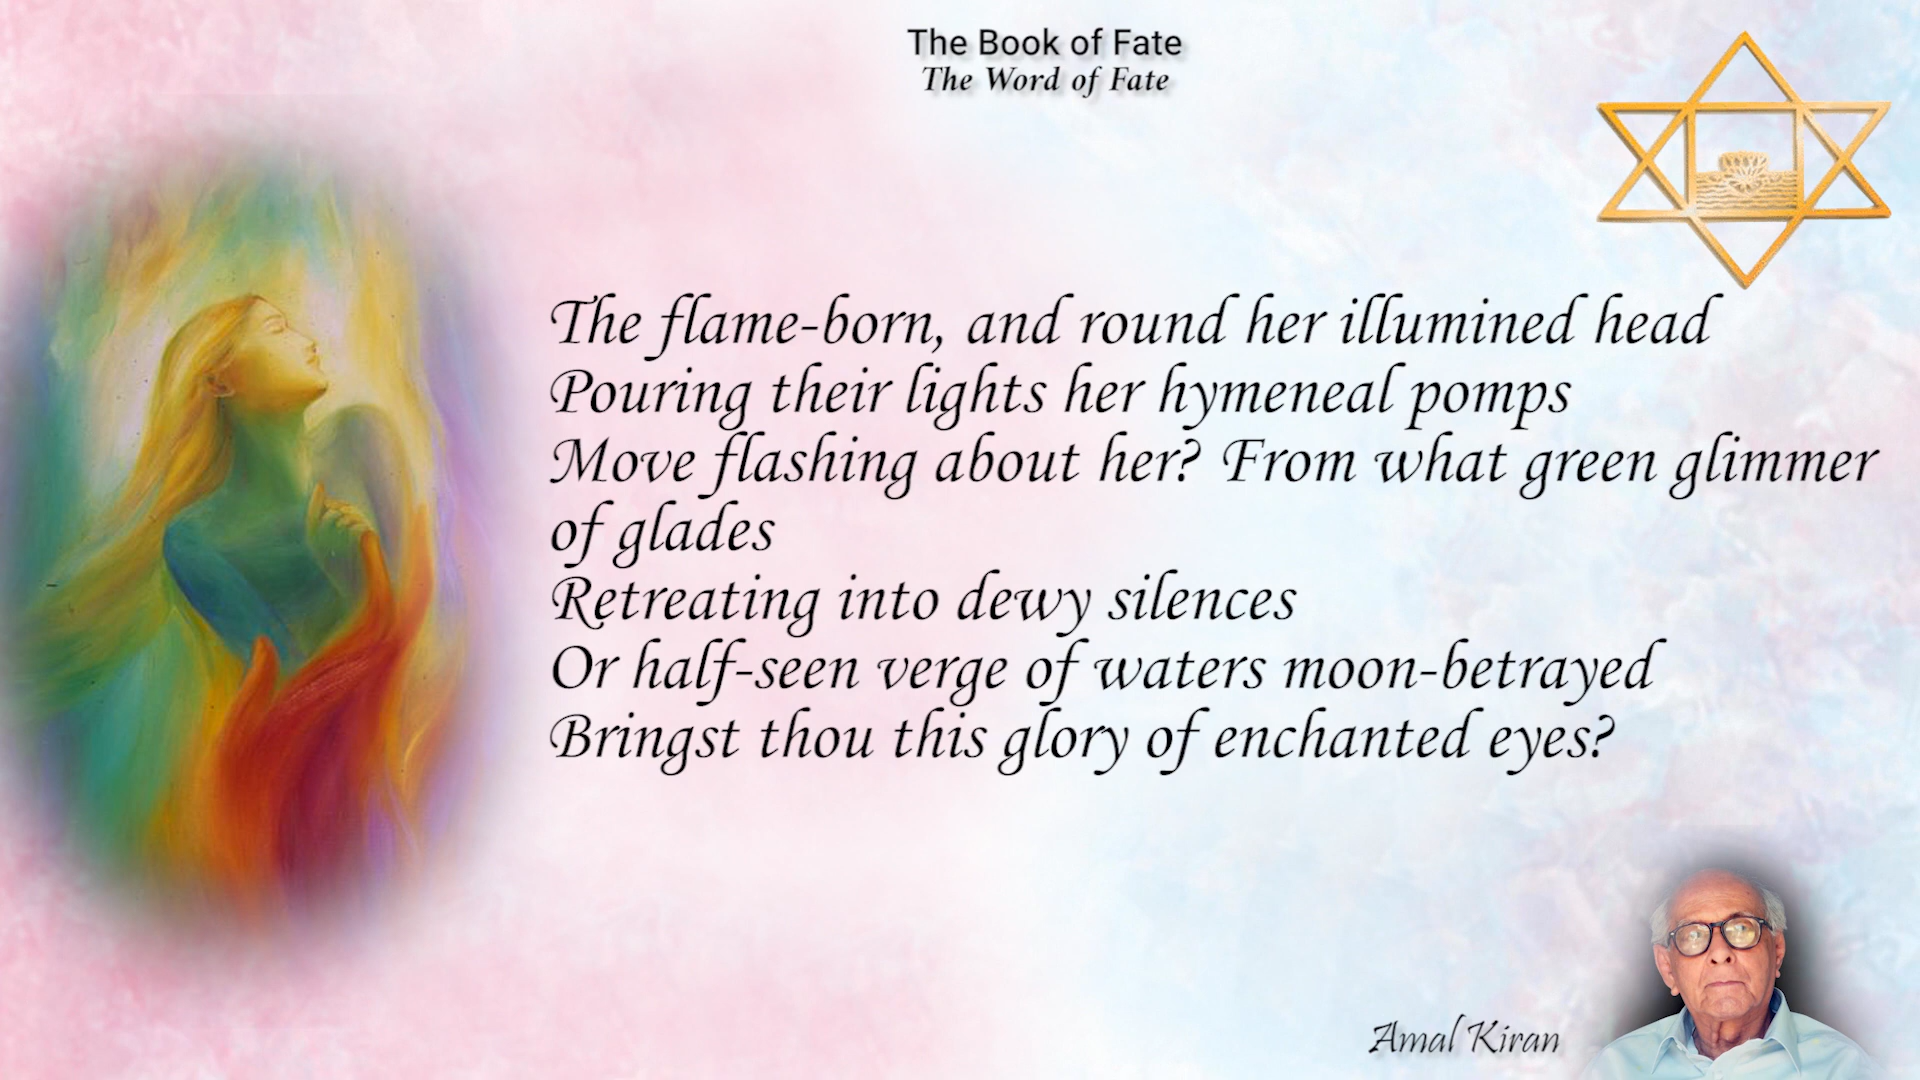 The Book of Fate
The Word of Fate
The flame-born, and round her illumined head
Pouring their lights her hymeneal pomps
Move flashing about her? From what green glimmer
of glades
Retreating into dewy silences
Or half-seen verge of waters moon-betrayed
Bringst thou this glory of enchanted eyes?
Amal Kiran